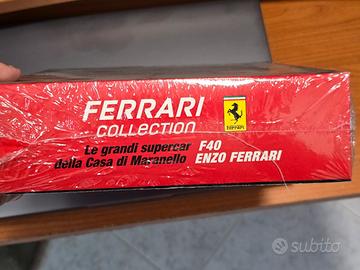 FERRARI
COLLECTION
Ferrari
Le grandi supercar F40
della Casa di Maranello ENZO FERRARI
subito